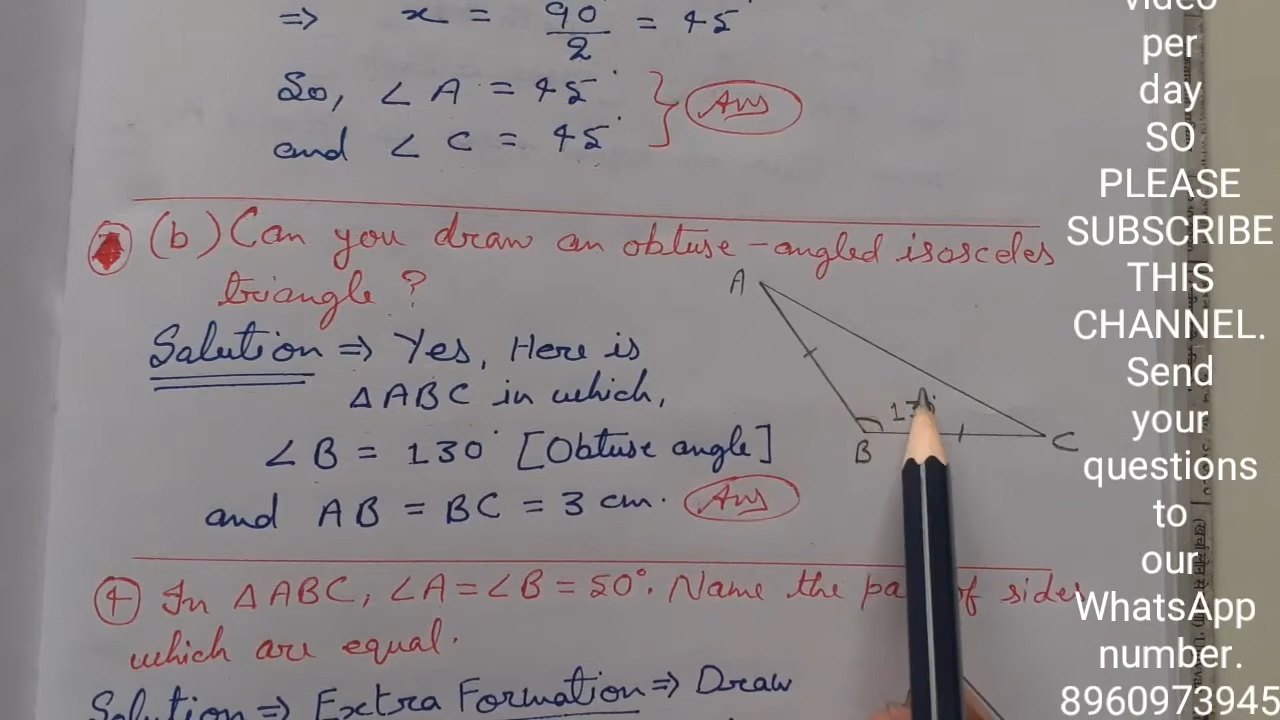 ⇒ x = 90/2 = 45°
So, ∠A = 45°
and ∠C = 45° } Ans
(b) Can you draw an obtuse-angled isosceles
triangle ?
Solution ⇒ Yes, Here is
△ABC in which,
∠B = 130° [Obtuse angle]
and AB = BC = 3 cm. Ans
A
B
C
4 In △ABC, ∠A = ∠B = 50°. Name the of sides
which are equal.
Solution ⇒ Extra Formation ⇒ Draw
video
per
day
SO
PLEASE
SUBSCRIBE
THIS
CHANNEL.
Send
your
questions
to
our
WhatsApp
number.
8960973945